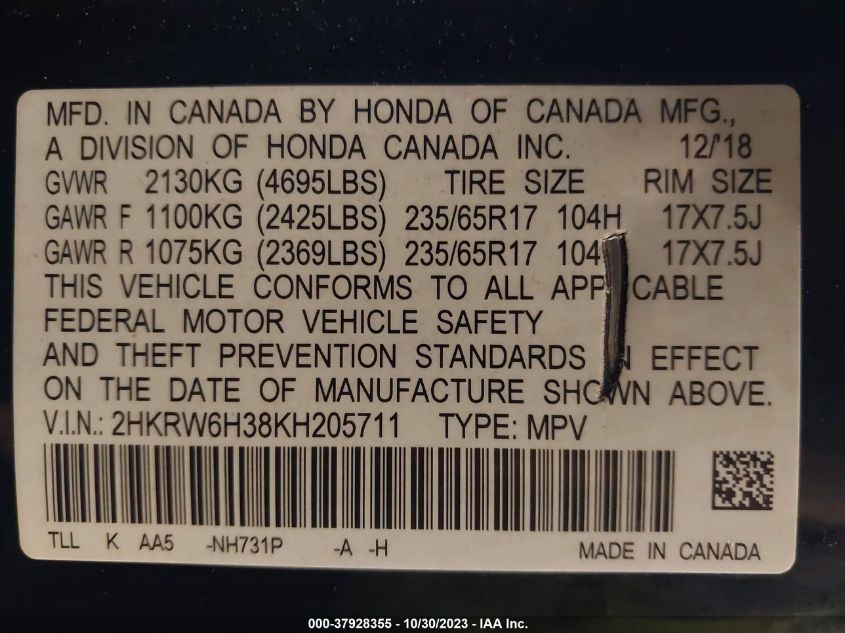 MFD. IN CANADA BY HONDA OF CANADA MFG.,
A DIVISION OF HONDA CANADA INC. 12/'18
GVWR 2130KG (4695LBS) TIRE SIZE RIM SIZE
GAWR F 1100KG (2425LBS) 235/65R17 104H 17X7.5J
GAWR R 1075KG (2369LBS) 235/65R17 104 17X7.5J
THIS VEHICLE CONFORMS TO ALL APP CABLE
FEDERAL MOTOR VEHICLE SAFETY
AND THEFT PREVENTION STANDARDS IN EFFECT
ON THE DATE OF MANUFACTURE SHOWN ABOVE.
V.I.N.: 2HKRW6H38KH205711 TYPE: MPV
TLL K AA5 -NH731P -A -H MADE IN CANADA
000-37928355 - 10/30/2023 - IAA Inc.